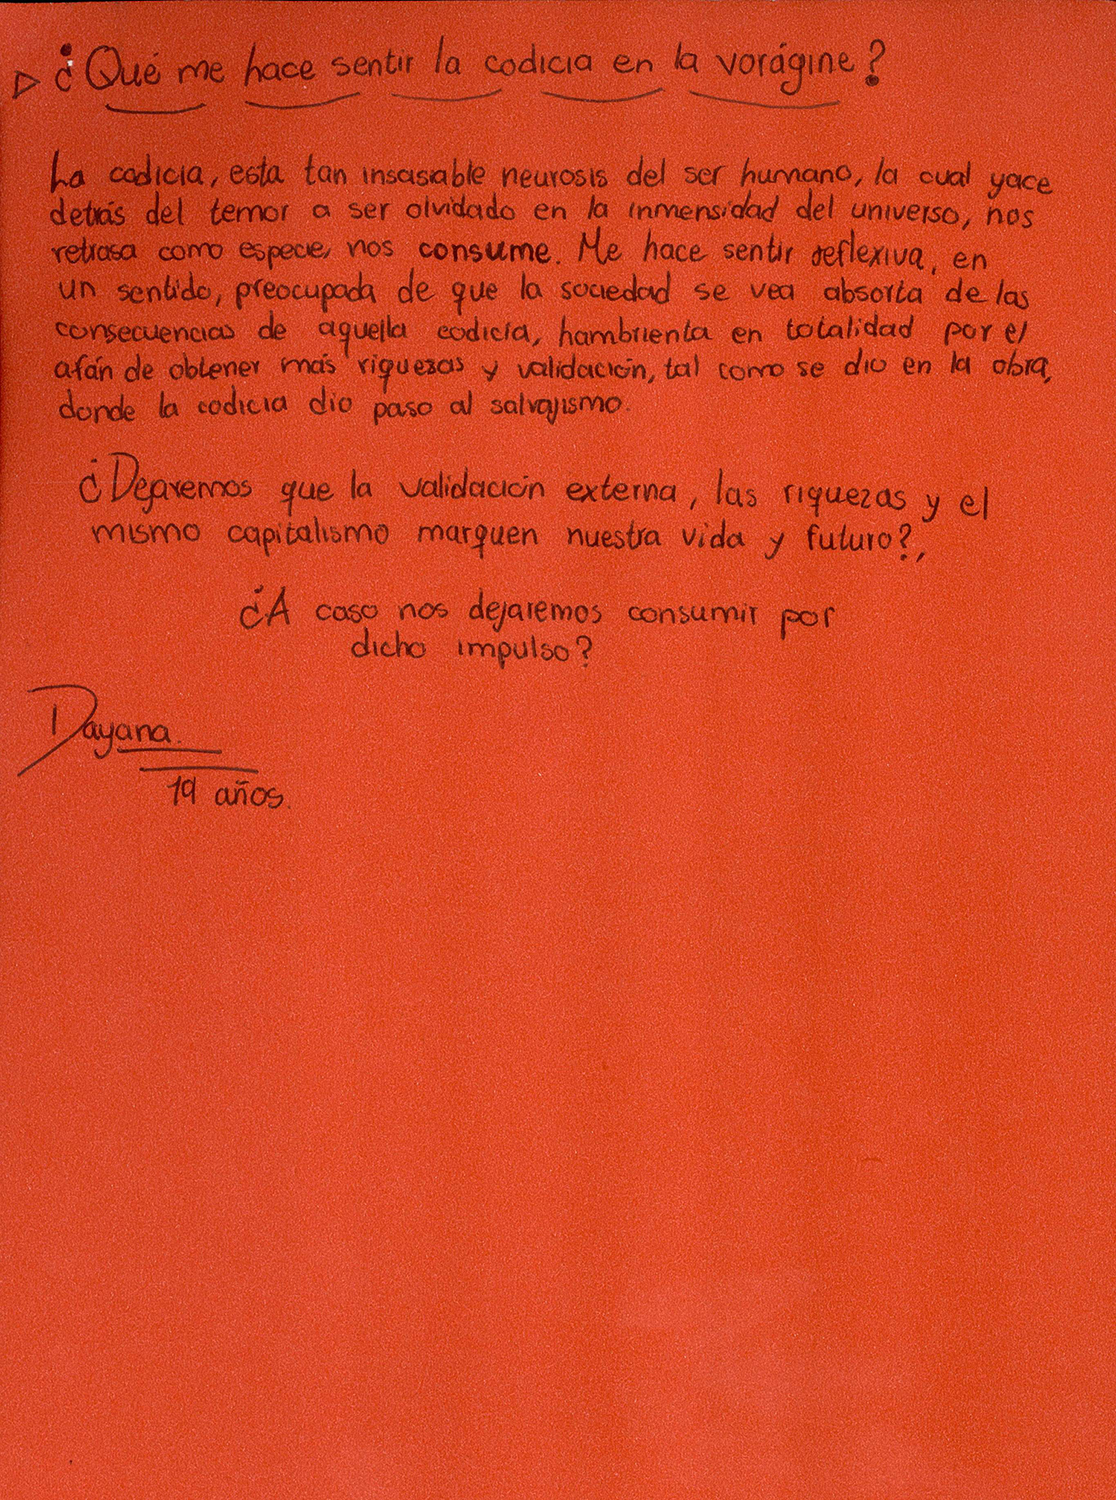 ▷ ¿Qué me hace sentir la codicia en la vorágine?
La codicia, esta tan insasiable neurosis del ser humano, la cual yace
detrás del temor a ser olvidado en la inmensidad del universo, nos
retrasa como especie, nos consume. Me hace sentir reflexiva, en
un sentido, preocupada de que la sociedad se vea absorta de las
consecuencias de aquella codicia, hambrienta en totalidad por el
afán de obtener más riquezas y validación, tal como se dio en la obra,
donde la codicia dio paso al salvajismo.
¿Dejaremos que la validación externa, las riquezas y el
mismo capitalismo marquen nuestra vida y futuro?,
¿A caso nos dejaremos consumir por
dicho impulso?
Dayana.
19 años.